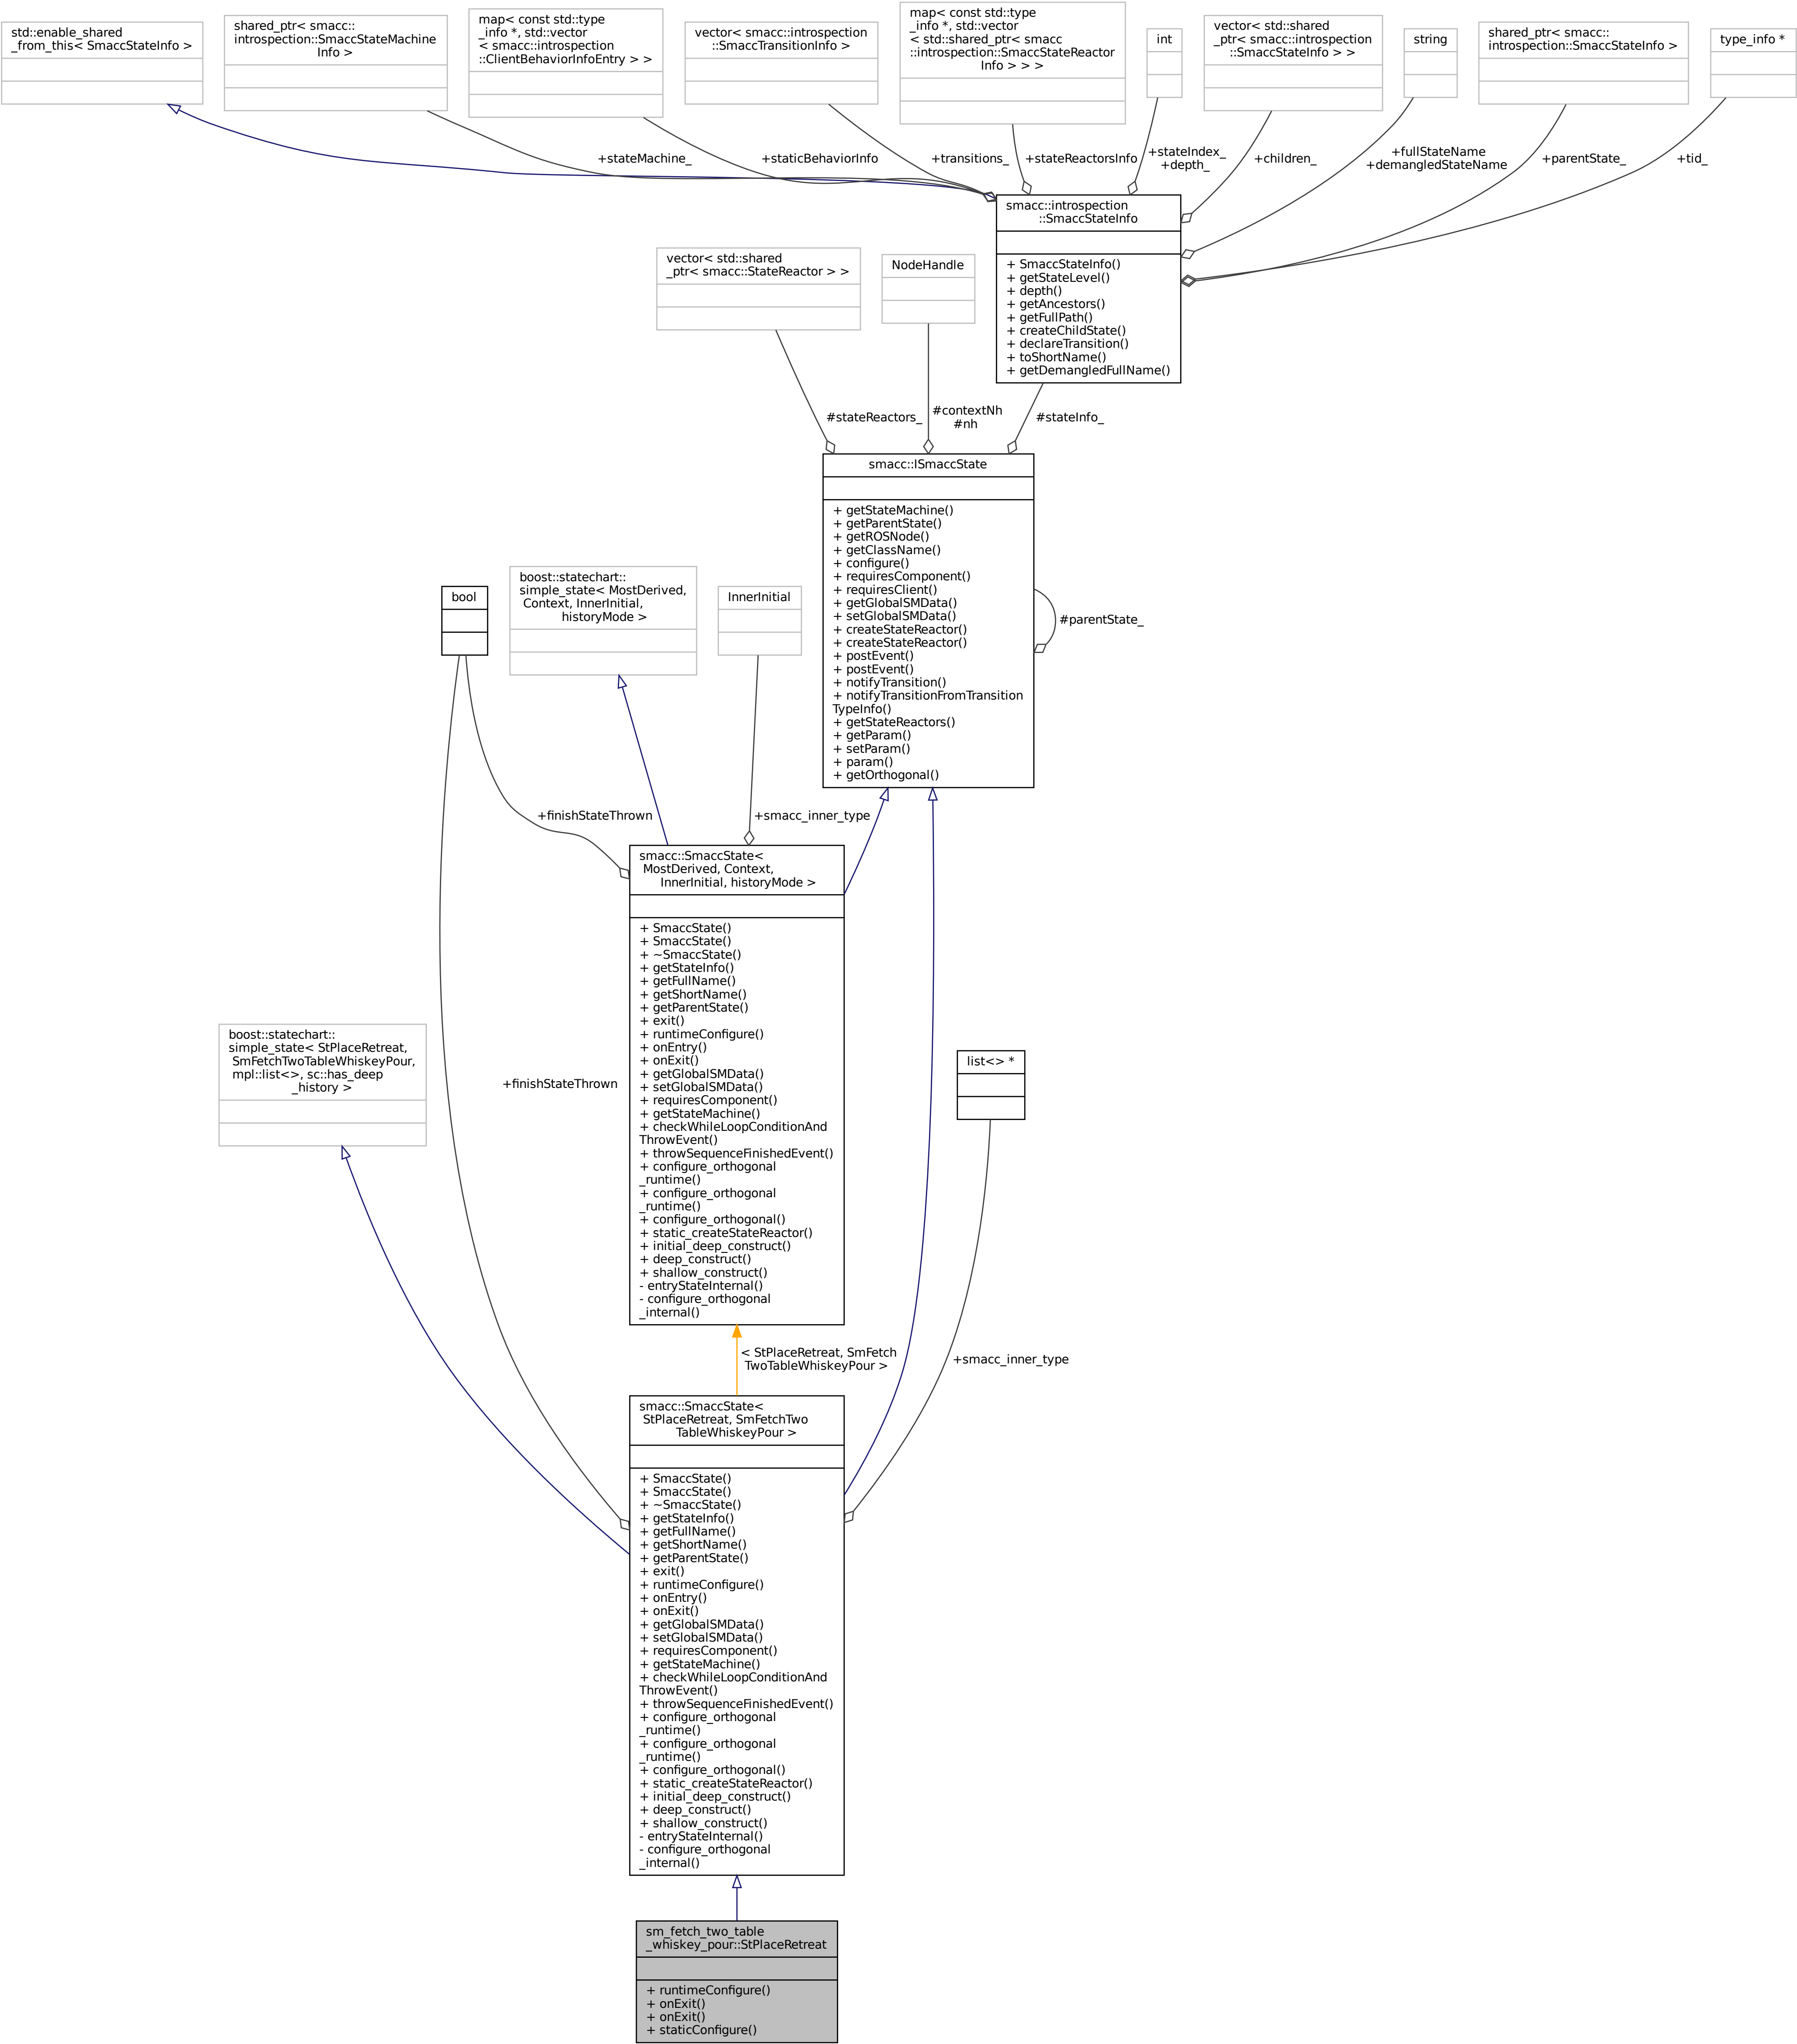 std::enable_shared
_from_this< SmaccStateInfo >
shared_ptr< smacc::
introspection::SmaccStateMachine
Info >
map< const std::type
_info *, std::vector
< smacc::introspection
::ClientBehaviorInfoEntry > >
vector< smacc::introspection
::SmaccTransitionInfo >
map< const std::type
_info *, std::vector
< std::shared_ptr< smacc
::introspection::SmaccStateReactor
Info > > >
int
vector< std::shared
_ptr< smacc::introspection
::SmaccStateInfo > >
string
shared_ptr< smacc::
introspection::SmaccStateInfo >
type_info *
+stateMachine_
+staticBehaviorInfo
+transitions_
+stateReactorsInfo
+stateIndex_
+depth_
+children_
+fullStateName
+demangledStateName
+parentState_
+tid_
smacc::introspection
::SmaccStateInfo
+ SmaccStateInfo()
+ getStateLevel()
+ depth()
+ getAncestors()
+ getFullPath()
+ createChildState()
+ declareTransition()
+ toShortName()
+ getDemangledFullName()
vector< std::shared
_ptr< smacc::StateReactor > >
NodeHandle
#stateReactors_
#contextNh
#nh
#stateInfo_
smacc::ISmaccState
+ getStateMachine()
+ getParentState()
+ getROSNode()
+ getClassName()
+ configure()
+ requiresComponent()
+ requiresClient()
+ getGlobalSMData()
+ setGlobalSMData()
+ createStateReactor()
+ createStateReactor()
+ postEvent()
+ postEvent()
+ notifyTransition()
+ notifyTransitionFromTransition
TypeInfo()
+ getStateReactors()
+ getParam()
+ setParam()
+ param()
+ getOrthogonal()
#parentState_
bool
boost::statechart::
simple_state< MostDerived,
Context, InnerInitial,
historyMode >
InnerInitial
+finishStateThrown
+smacc_inner_type
smacc::SmaccState<
MostDerived, Context,
InnerInitial, historyMode >
+ SmaccState()
+ SmaccState()
+ ~SmaccState()
+ getStateInfo()
+ getFullName()
+ getShortName()
+ getParentState()
+ exit()
+ runtimeConfigure()
+ onEntry()
+ onExit()
+ getGlobalSMData()
+ setGlobalSMData()
+ requiresComponent()
+ getStateMachine()
+ checkWhileLoopConditionAnd
ThrowEvent()
+ throwSequenceFinishedEvent()
+ configure_orthogonal
_runtime()
+ configure_orthogonal
_runtime()
+ configure_orthogonal()
+ static_createStateReactor()
+ initial_deep_construct()
+ deep_construct()
+ shallow_construct()
- entryStateInternal()
- configure_orthogonal
_internal()
boost::statechart::
simple_state< StPlaceRetreat,
SmFetchTwoTableWhiskeyPour,
mpl::list<>, sc::has_deep
_history >
+finishStateThrown
list<> *
< StPlaceRetreat, SmFetch
TwoTableWhiskeyPour >
+smacc_inner_type
smacc::SmaccState<
StPlaceRetreat, SmFetchTwo
TableWhiskeyPour >
+ SmaccState()
+ SmaccState()
+ ~SmaccState()
+ getStateInfo()
+ getFullName()
+ getShortName()
+ getParentState()
+ exit()
+ runtimeConfigure()
+ onEntry()
+ onExit()
+ getGlobalSMData()
+ setGlobalSMData()
+ requiresComponent()
+ getStateMachine()
+ checkWhileLoopConditionAnd
ThrowEvent()
+ throwSequenceFinishedEvent()
+ configure_orthogonal
_runtime()
+ configure_orthogonal
_runtime()
+ configure_orthogonal()
+ static_createStateReactor()
+ initial_deep_construct()
+ deep_construct()
+ shallow_construct()
- entryStateInternal()
- configure_orthogonal
_internal()
sm_fetch_two_table
_whiskey_pour::StPlaceRetreat
+ runtimeConfigure()
+ onExit()
+ onExit()
+ staticConfigure()